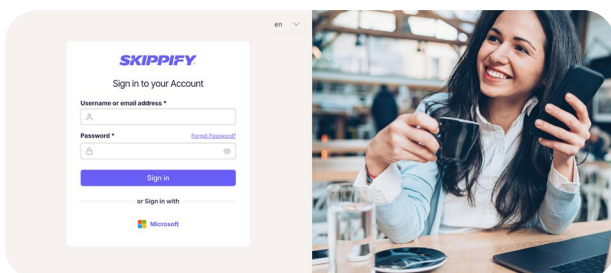 en
SKIPPIFY
Sign in to your Account
Username or email address *
Password * Forgot Password?
Sign in
or Sign in with
Microsoft